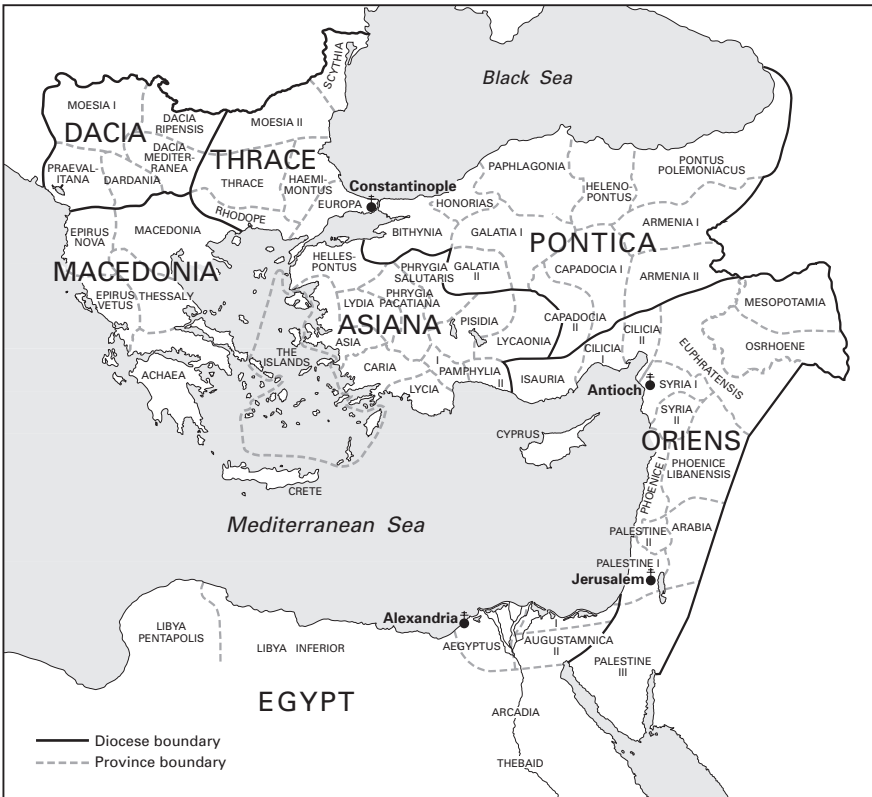 SCYTHIA
Black Sea
MOESIA I
DACIA
DACIA
RIPENSIS
MOESIA II
DACIA
MEDITER-
RANEA
THRACE
PRAEVAL-
ITANA
DARDANIA
THRACE
HAEMI-
MONTUS
RHODOPE
EUROPA
Constantinople
PAPHLAGONIA
PONTUS
POLEMONIACUS
HELENO-
PONTUS
HONORIAS
BITHYNIA
GALATIA I
ARMENIA I
PONTICA
EPIRUS
NOVA
MACEDONIA
MACEDONIA
EPIRUS
VETUS
THESSALY
ACHAEA
HELLES-
PONTUS
PHRYGIA
SALUTARIS
GALATIA
II
CAPADOCIA I
ARMENIA II
LYDIA
PHRYGIA
PACATIANA
ASIANA
PISIDIA
CAPADOCIA
II
ASIA
LYCAONIA
THE
ISLANDS
CARIA
I
PAMPHYLIA
II
LYCIA
ISAURIA
CILICIA
I
CILICIA
II
MESOPOTAMIA
OSRHOENE
EUPHRATENSIS
Antioch
SYRIA I
SYRIA
II
ORIENS
CYPRUS
PHOENICE I
PHOENICE
LIBANENSIS
CRETE
Mediterranean Sea
PALESTINE
II
ARABIA
PALESTINE I
Jerusalem
Alexandria
LIBYA
PENTAPOLIS
LIBYA INFERIOR
AEGYPTUS
I
AUGUSTAMNICA
II
PALESTINE
III
EGYPT
ARCADIA
THEBAID
Diocese boundary
Province boundary